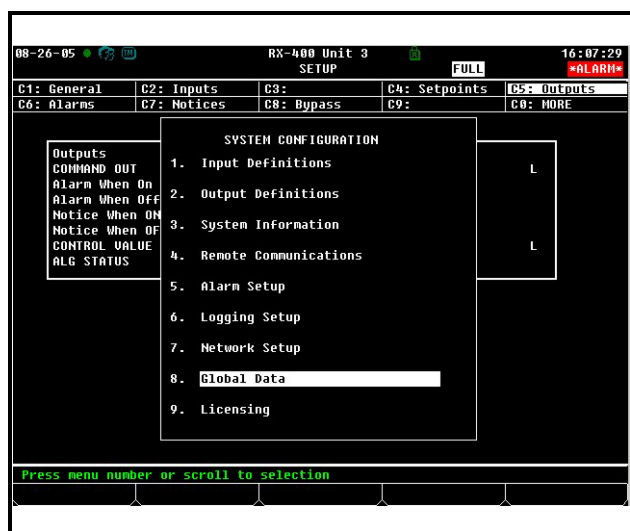 08-26-05 TM RX-400 Unit 3 16:07:29
SETUP FULL *ALARM*
C1: General C2: Inputs C3: C4: Setpoints C5: Outputs
C6: Alarms C7: Notices C8: Bypass C9: C0: MORE
SYSTEM CONFIGURATION
1. Input Definitions
2. Output Definitions
3. System Information
4. Remote Communications
5. Alarm Setup
6. Logging Setup
7. Network Setup
8. Global Data
9. Licensing
Outputs
COMMAND OUT L
Alarm When On
Alarm When Off
Notice When ON
Notice When OF
CONTROL VALUE L
ALG STATUS
Press menu number or scroll to selection